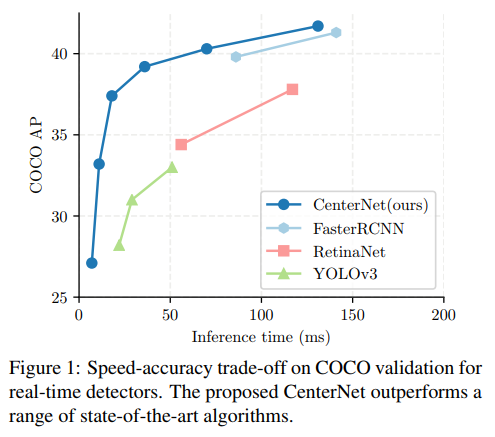 40
35
30
25
0
50
100
150
200
COCO AP
Inference time (ms)
CenterNet(ours)
FasterRCNN
RetinaNet
YOLOv3
Figure 1: Speed-accuracy trade-off on COCO validation for
real-time detectors. The proposed CenterNet outperforms a
range of state-of-the-art algorithms.